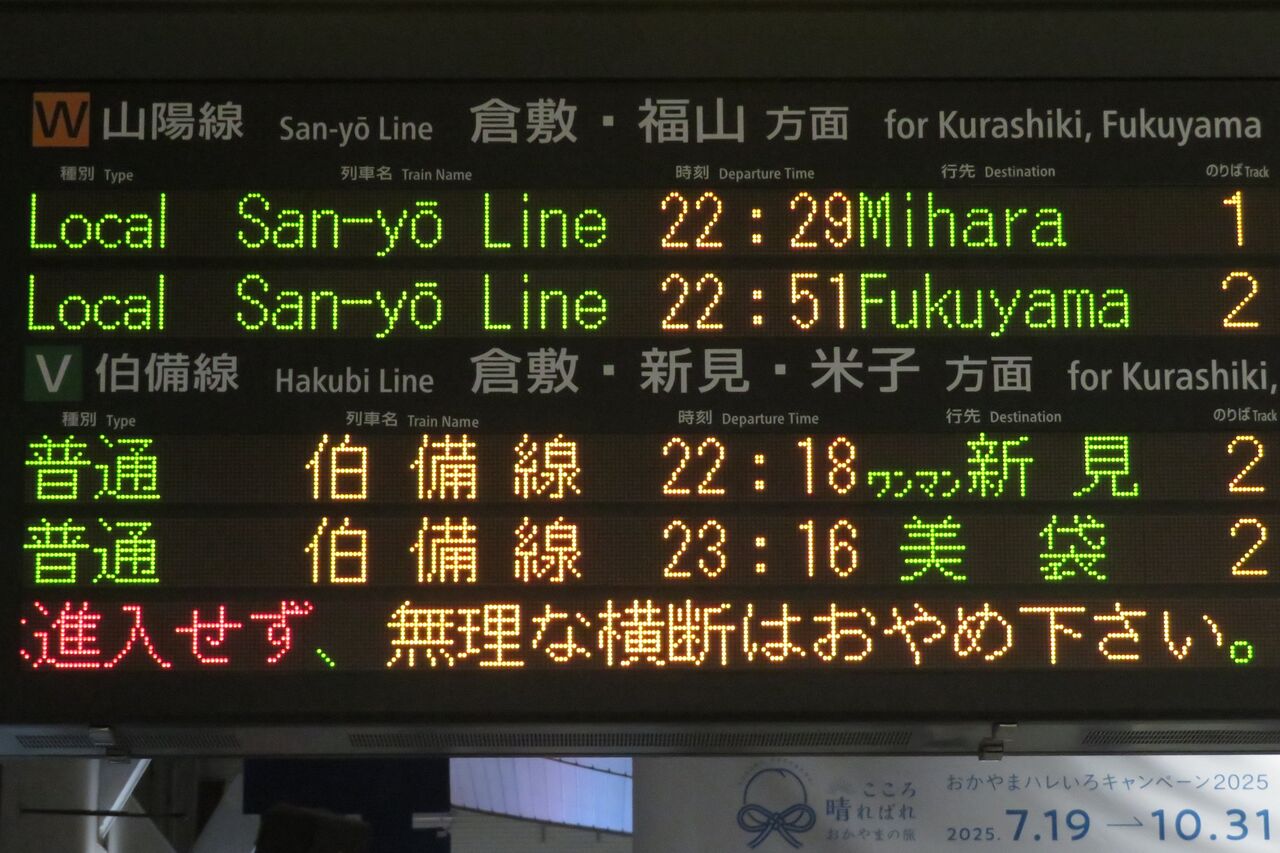 W 山陽線 San-yō Line 倉敷・福山 方面 for Kurashiki, Fukuyama
種別 Type 列車名 Train Name 時刻 Departure Time 行先 Destination のりば Track
Local San-yō Line 22:29 Mihara 1
Local San-yō Line 22:51 Fukuyama 2
V 伯備線 Hakubi Line 倉敷・新見・米子 方面 for Kurashiki,
種別 Type 列車名 Train Name 時刻 Departure Time 行先 Destination のりば Track
普通 伯備線 22:18 ワンマン新見 2
普通 伯備線 23:16 美袋 2
進入せず、無理な横断はおやめ下さい。
こころ晴ればれおかやまの旅
おかやまハレいろキャンペーン2025
2025. 7.19→10.31